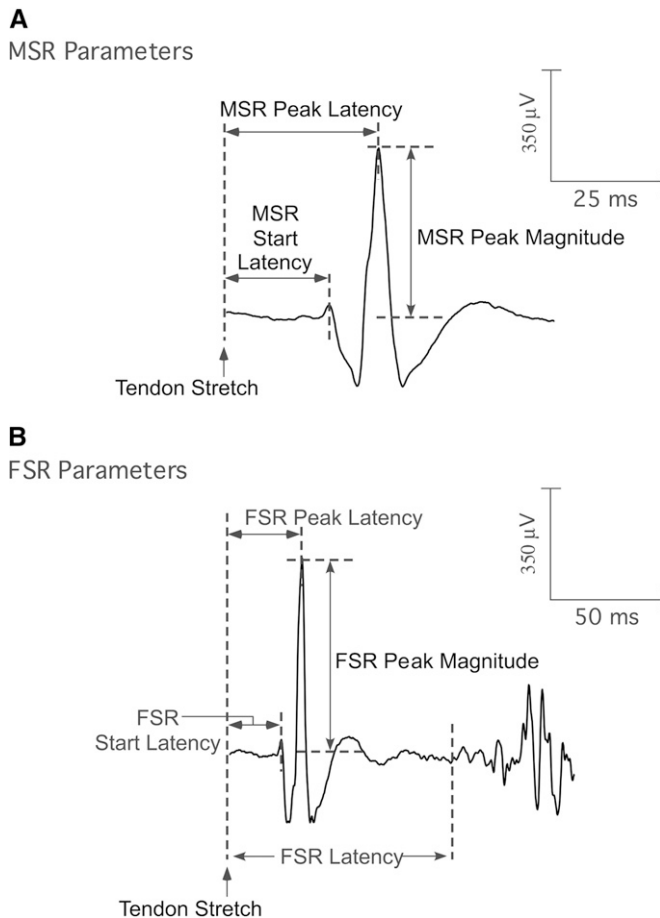 A
MSR Parameters
MSR Peak Latency
350 µV
25 ms
MSR
Start
Latency
MSR Peak Magnitude
Tendon Stretch
B
FSR Parameters
FSR Peak Latency
350 µV
50 ms
FSR Peak Magnitude
FSR
Start Latency
FSR Latency
Tendon Stretch